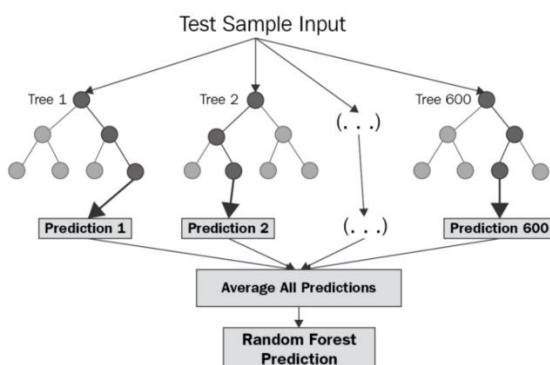 Test Sample Input
Tree 1
Tree 2
Tree 600
(. . .)
Prediction 1
Prediction 2
(. . .)
Prediction 600
Average All Predictions
Random Forest
Prediction